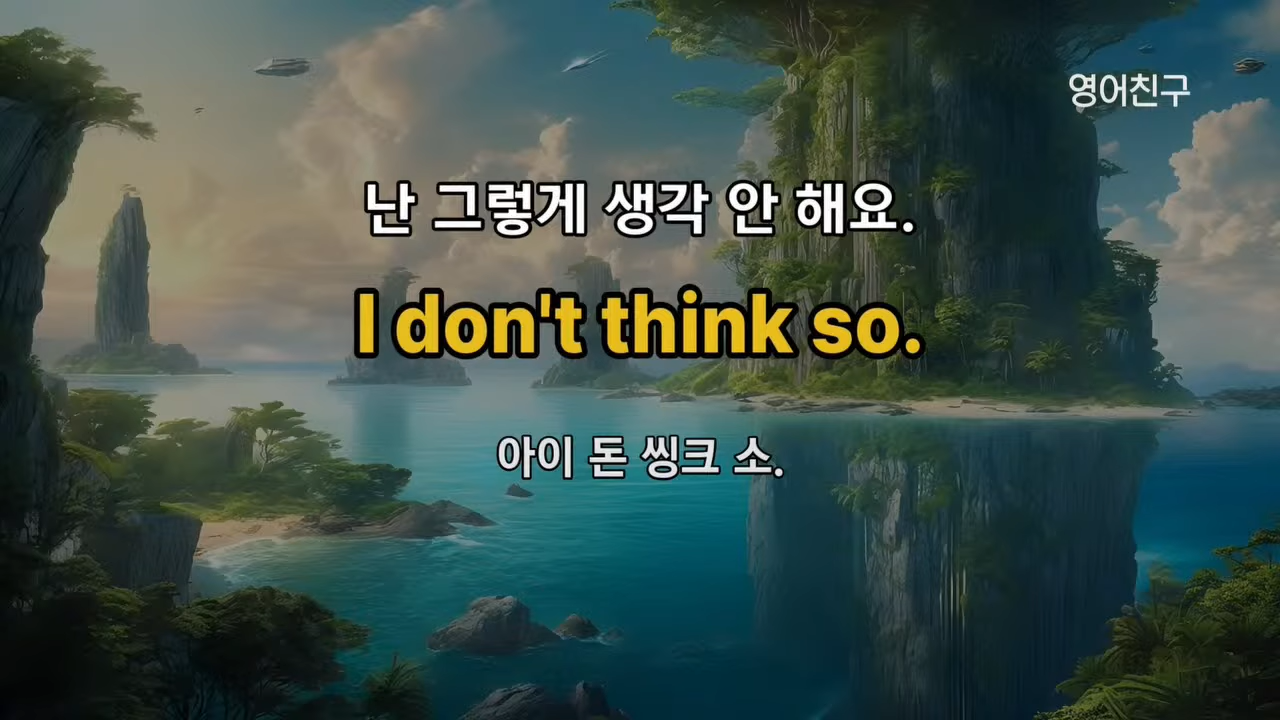 영어친구
난 그렇게 생각 안 해요.
I don't think so.
아이 돈 씽크 소.